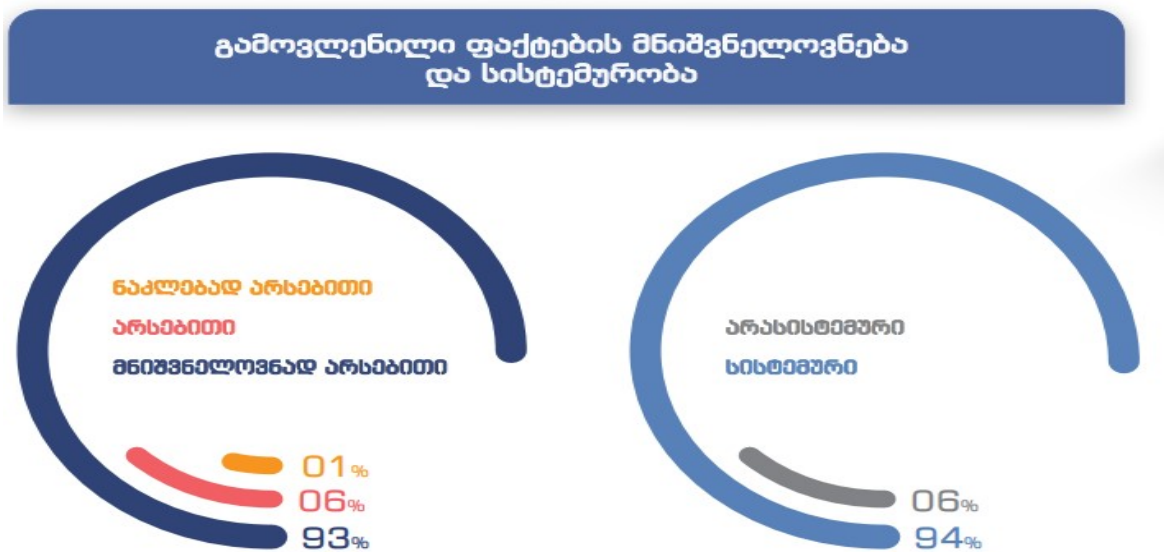 გამოვლენილი ფაქტების მნიშვნელოვნება
და სისტემურობა
ნაკლებად არსებითი
არსებითი
მნიშვნელოვნად არსებითი
01%
06%
93%
არასისტემური
სისტემური
06%
94%